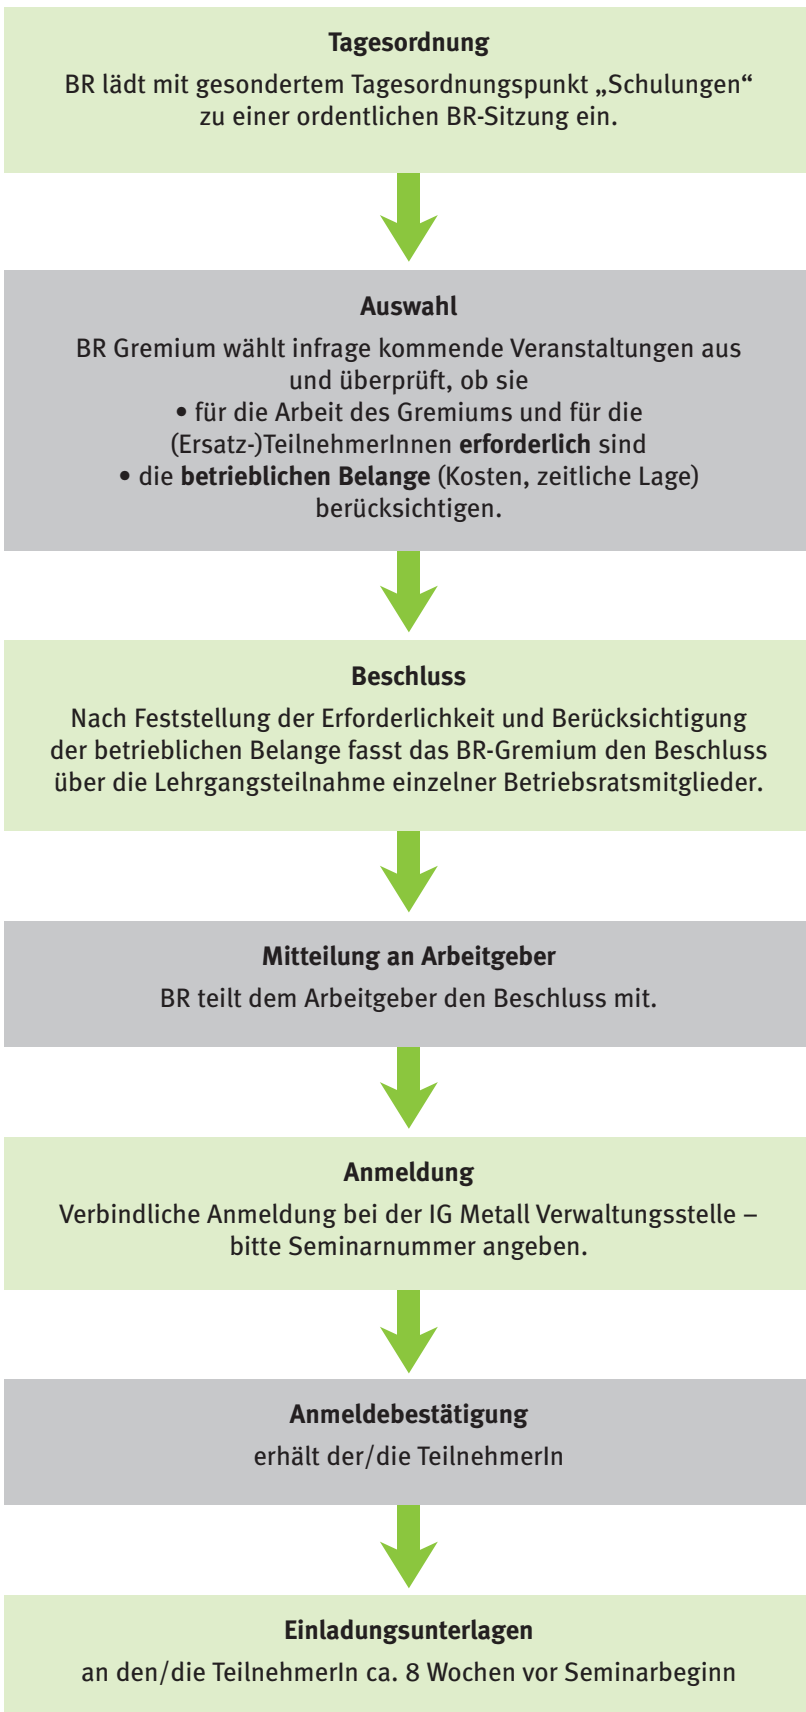 Tagesordnung
BR lädt mit gesondertem Tagesordnungspunkt „Schulungen“
zu einer ordentlichen BR-Sitzung ein.
Auswahl
BR Gremium wählt infrage kommende Veranstaltungen aus
und überprüft, ob sie
• für die Arbeit des Gremiums und für die
(Ersatz-)TeilnehmerInnen erforderlich sind
• die betrieblichen Belange (Kosten, zeitliche Lage)
berücksichtigen.
Beschluss
Nach Feststellung der Erforderlichkeit und Berücksichtigung
der betrieblichen Belange fasst das BR-Gremium den Beschluss
über die Lehrgangsteilnahme einzelner Betriebsratsmitglieder.
Mitteilung an Arbeitgeber
BR teilt dem Arbeitgeber den Beschluss mit.
Anmeldung
Verbindliche Anmeldung bei der IG Metall Verwaltungsstelle –
bitte Seminarnummer angeben.
Anmeldebestätigung
erhält der/die TeilnehmerIn
Einladungsunterlagen
an den/die TeilnehmerIn ca. 8 Wochen vor Seminarbeginn